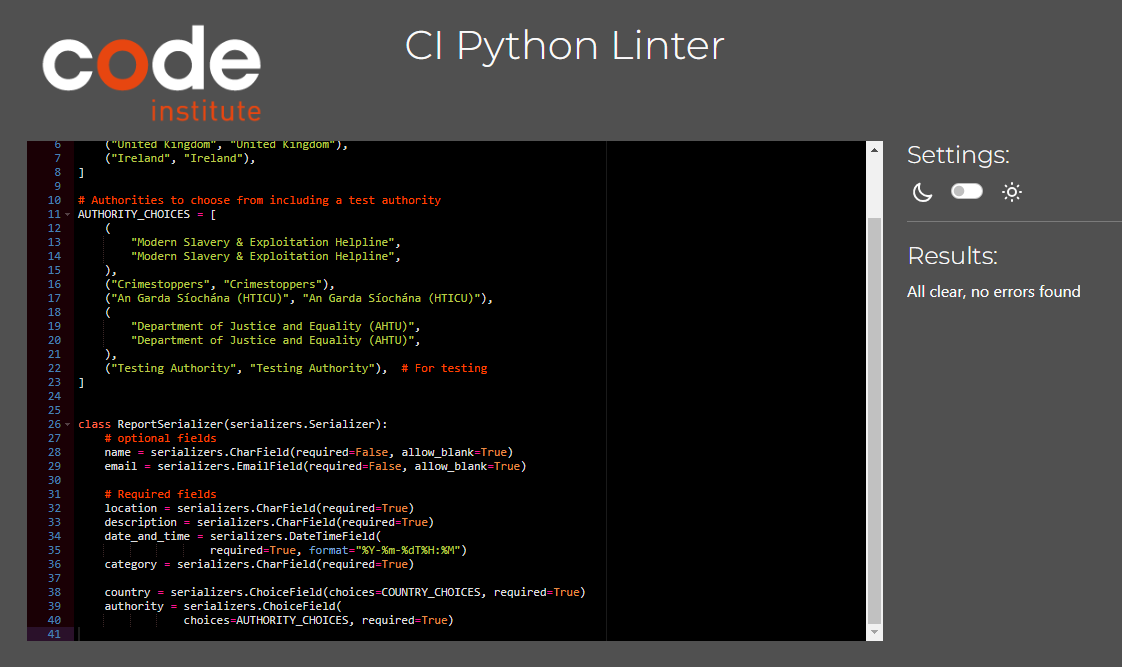 code
institute
CI Python Linter
6 ("United Kingdom", "United Kingdom"),
7 ("Ireland", "Ireland"),
8 ]
9
10 # Authorities to choose from including a test authority
11 AUTHORITY_CHOICES = [
12 (
13 "Modern Slavery & Exploitation Helpline",
14 "Modern Slavery & Exploitation Helpline",
15 ),
16 ("Crimestoppers", "Crimestoppers"),
17 ("An Garda Síochána (HTICU)", "An Garda Síochána (HTICU)"),
18 (
19 "Department of Justice and Equality (AHTU)",
20 "Department of Justice and Equality (AHTU)",
21 ),
22 ("Testing Authority", "Testing Authority"),  # For testing
23 ]
24
25
26 class ReportSerializer(serializers.Serializer):
27 # optional fields
28 name = serializers.CharField(required=False, allow_blank=True)
29 email = serializers.EmailField(required=False, allow_blank=True)
30
31 # Required fields
32 location = serializers.CharField(required=True)
33 description = serializers.CharField(required=True)
34 date_and_time = serializers.DateTimeField(
35 required=True, format="%Y-%m-%dT%H:%M")
36 category = serializers.CharField(required=True)
37
38 country = serializers.ChoiceField(choices=COUNTRY_CHOICES, required=True)
39 authority = serializers.ChoiceField(
40 choices=AUTHORITY_CHOICES, required=True)
41
Settings:
Results:
All clear, no errors found